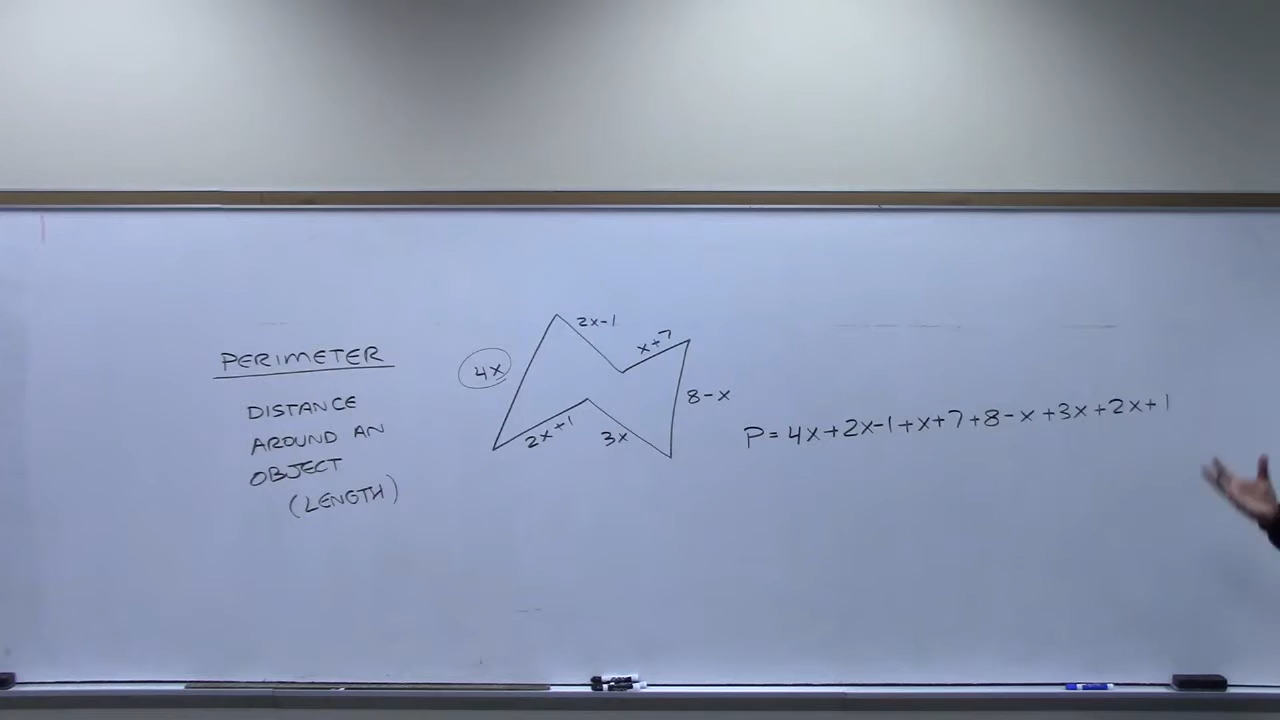 PERIMETER
DISTANCE
AROUND AN
OBJECT
(LENGTH)
4x
2x-1
x+7
8-x
3x
2x+1
P=4x+2x-1+x+7+8-x+3x+2x+1